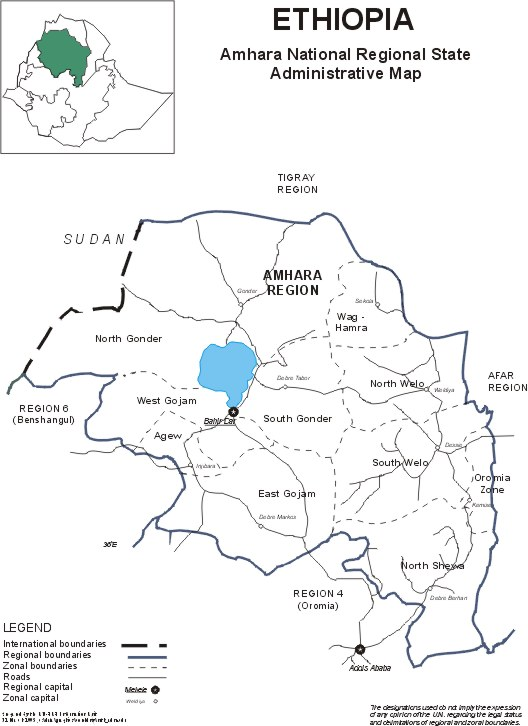 ETHIOPIA
Amhara National Regional State
Administrative Map
TIGRAY
REGION
SUDAN
AMHARA
REGION
Gonder
Sekota
Wag -
Hamra
North Gonder
AFAR
REGION
Debre Tabor
North Welo
Weldiya
REGION 6
(Benshangul)
West Gojam
Bahir Dar
South Gonder
Agew
Dessie
Injibara
South Welo
Oromia
Zone
East Gojam
Kemise
Debre Markos
36'E
North Shewa
REGION 4
(Oromia)
Debre Berhan
LEGEND
International boundaries
Regional boundaries
Zonal boundaries
Roads
Regional capital Mekele
Zonal capital Weldiya
Addis Ababa
The designations used do not imply the expression
of any opinion of the U.N. regarding the legal status
and delimitations of regional and zonal boundaries.